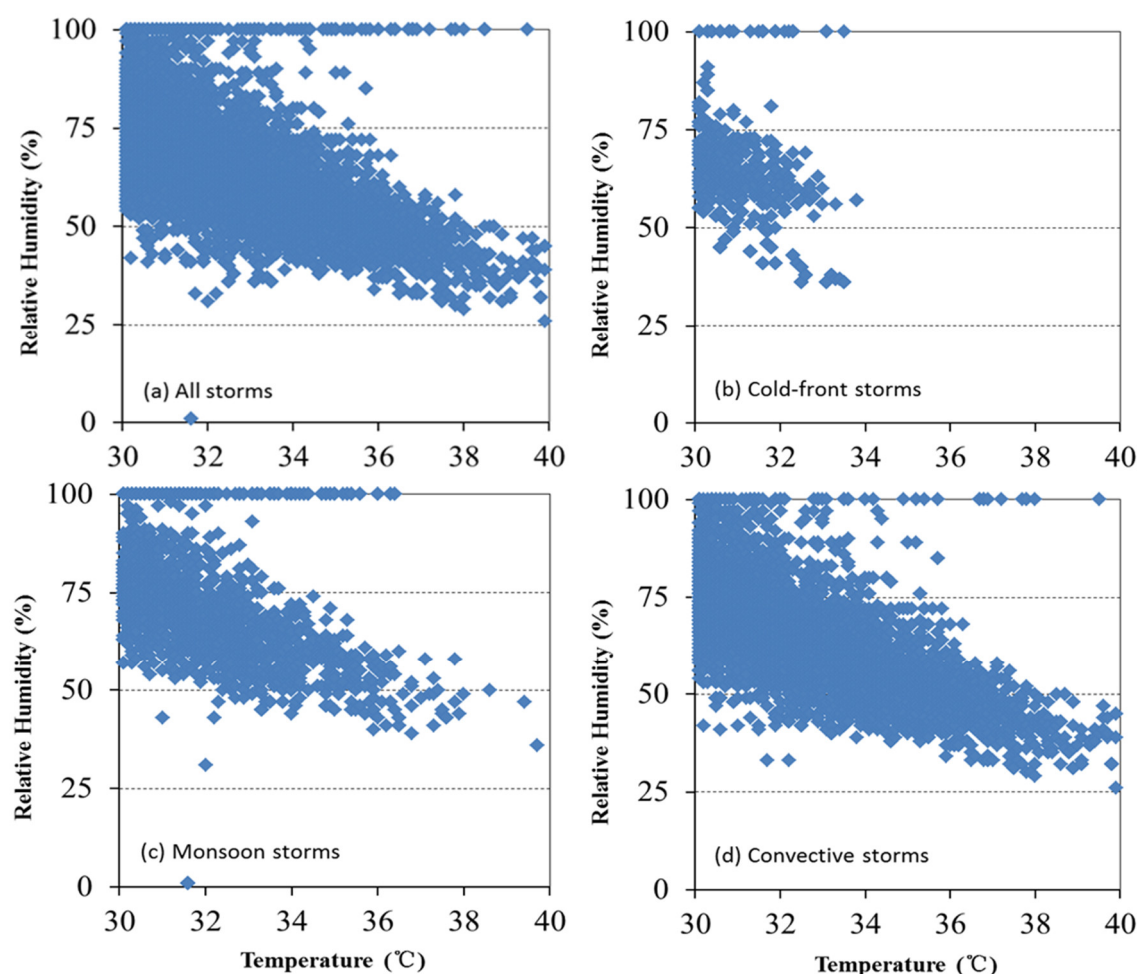 100
75
50
25
0
Relative Humidity (%)
(a) All storms
30 32 34 36 38 40
100
75
50
25
0
Relative Humidity (%)
(b) Cold-front storms
30 32 34 36 38 40
100
75
50
25
0
Relative Humidity (%)
(c) Monsoon storms
30 32 34 36 38 40
Temperature (℃)
100
75
50
25
0
Relative Humidity (%)
(d) Convective storms
30 32 34 36 38 40
Temperature (℃)